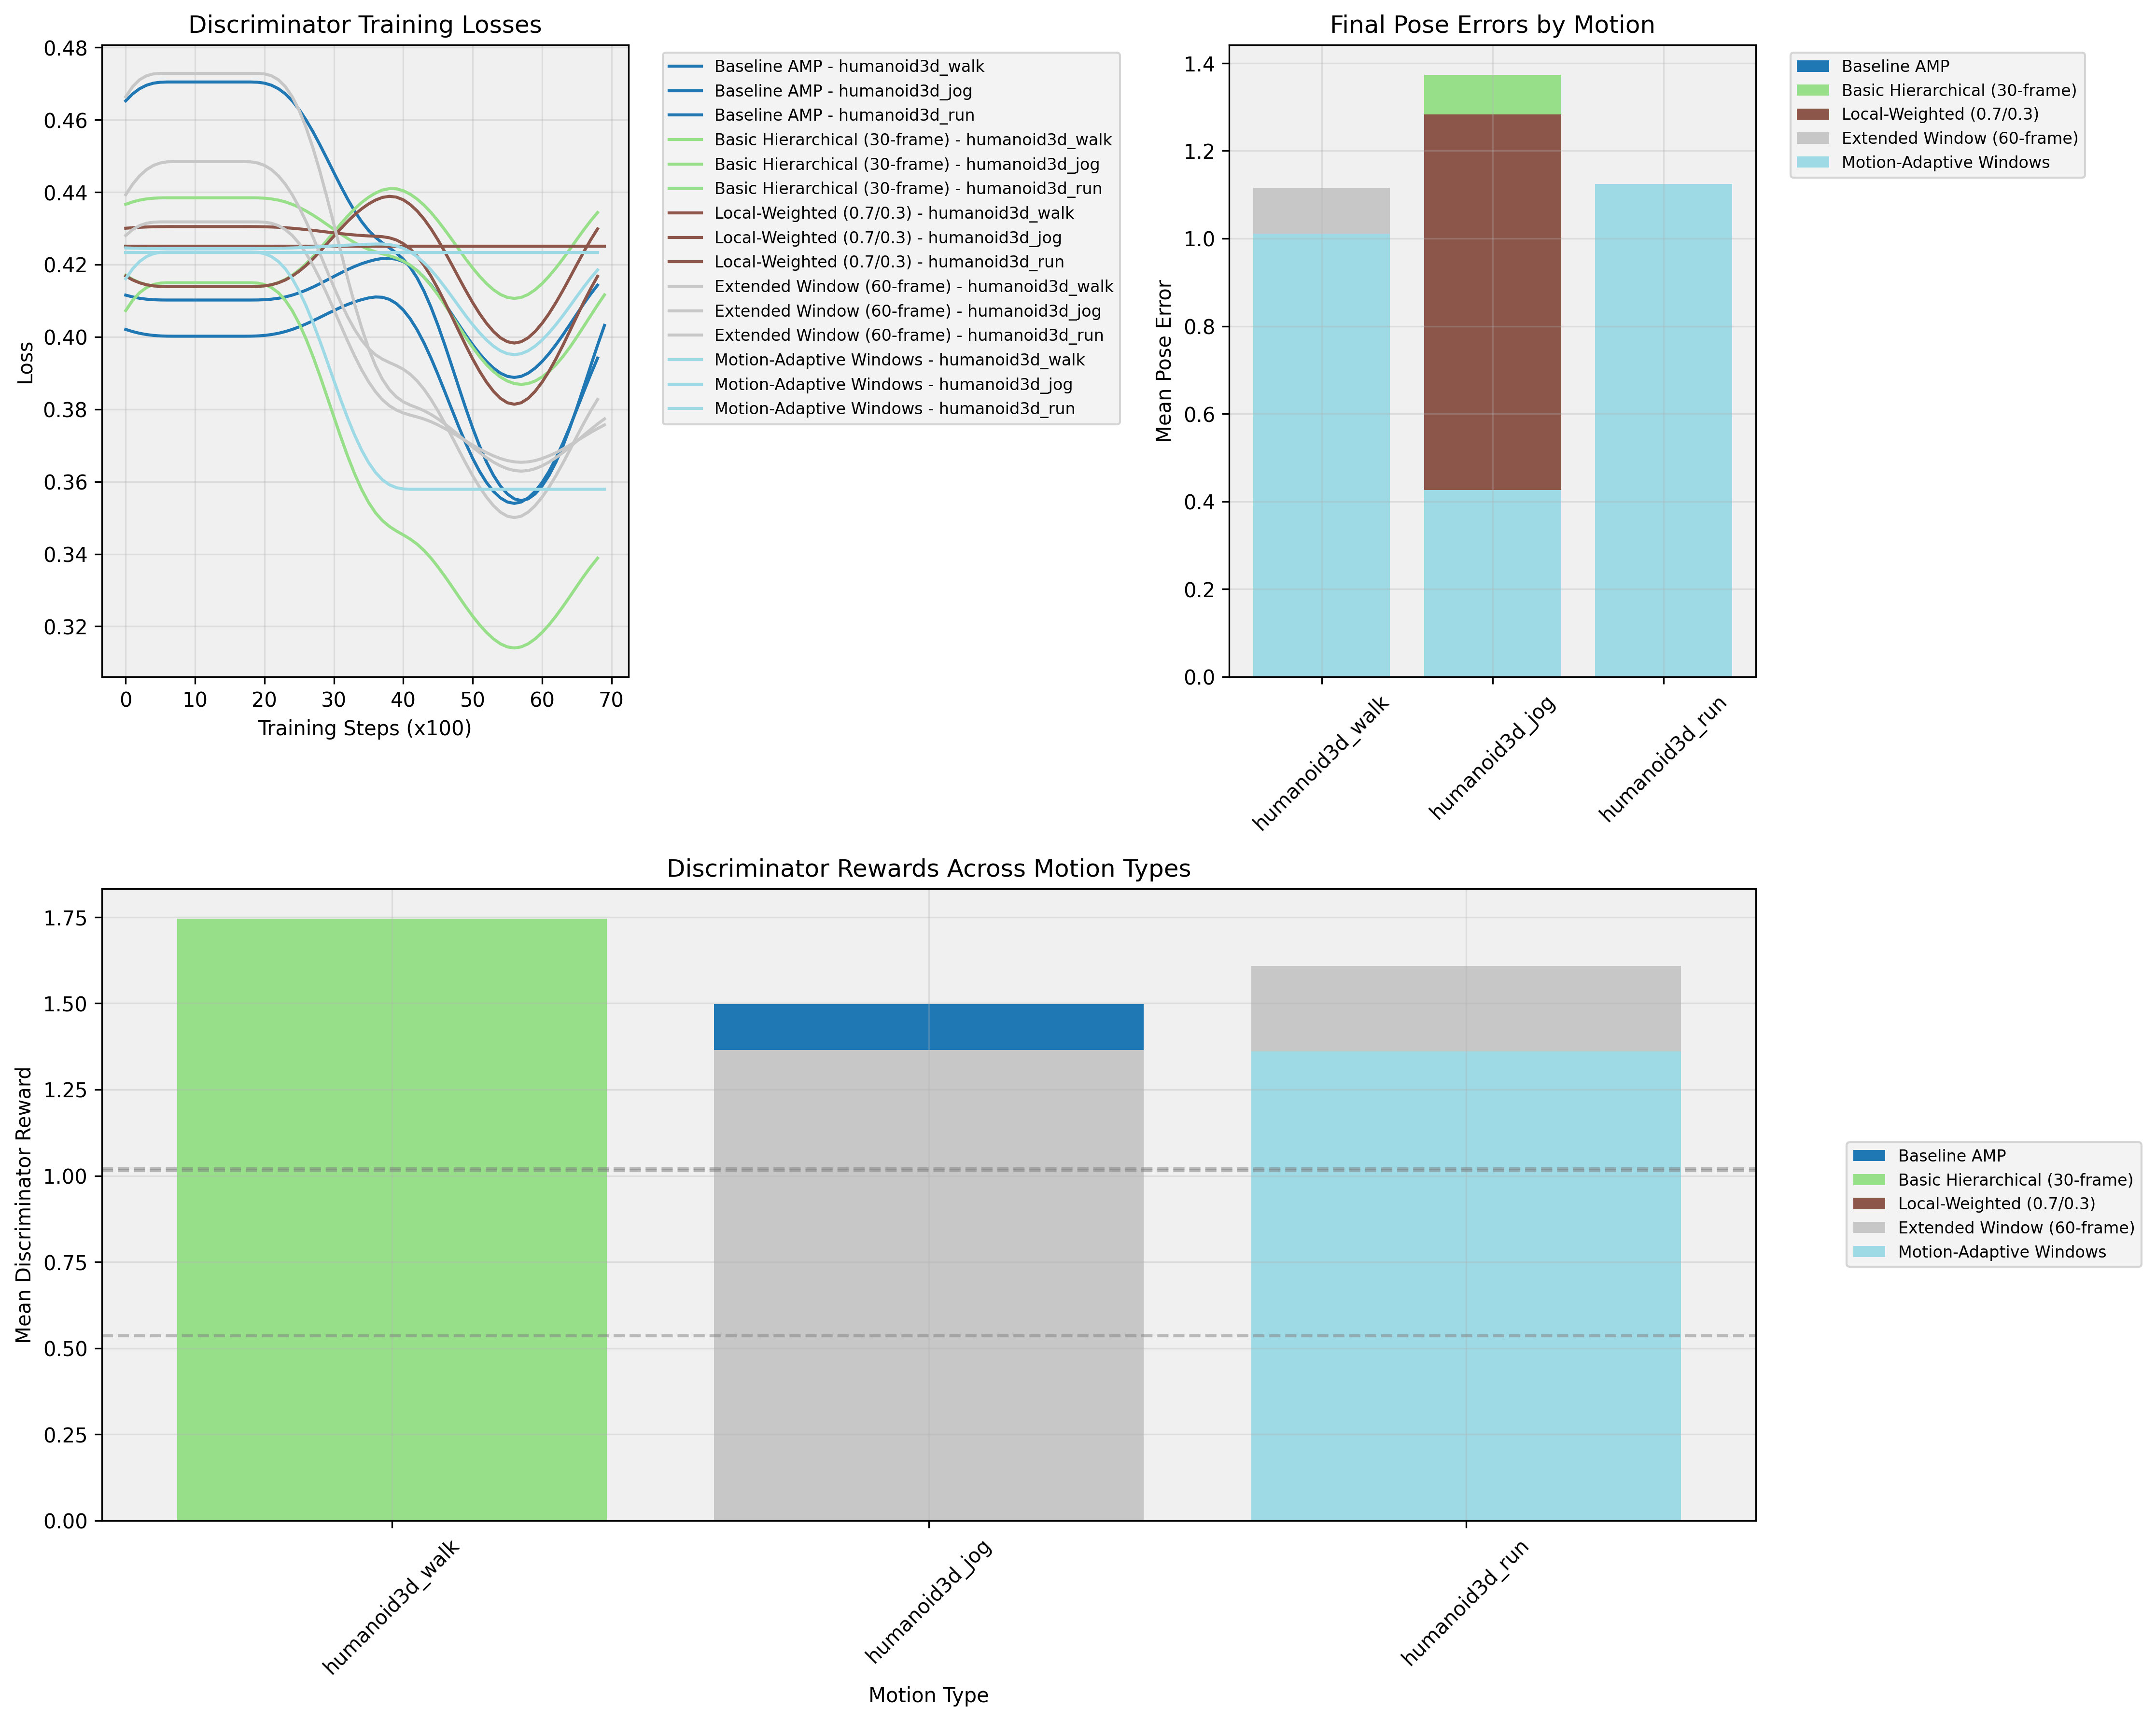 Discriminator Training Losses
0.48
0.46
0.44
0.42
0.40
0.38
0.36
0.34
0.32
Loss
0 10 20 30 40 50 60 70
Training Steps (x100)
Baseline AMP - humanoid3d_walk
Baseline AMP - humanoid3d_jog
Baseline AMP - humanoid3d_run
Basic Hierarchical (30-frame) - humanoid3d_walk
Basic Hierarchical (30-frame) - humanoid3d_jog
Basic Hierarchical (30-frame) - humanoid3d_run
Local-Weighted (0.7/0.3) - humanoid3d_walk
Local-Weighted (0.7/0.3) - humanoid3d_jog
Local-Weighted (0.7/0.3) - humanoid3d_run
Extended Window (60-frame) - humanoid3d_walk
Extended Window (60-frame) - humanoid3d_jog
Extended Window (60-frame) - humanoid3d_run
Motion-Adaptive Windows - humanoid3d_walk
Motion-Adaptive Windows - humanoid3d_jog
Motion-Adaptive Windows - humanoid3d_run
Final Pose Errors by Motion
1.4
1.2
1.0
0.8
0.6
0.4
0.2
0.0
Mean Pose Error
humanoid3d_walk
humanoid3d_jog
humanoid3d_run
Baseline AMP
Basic Hierarchical (30-frame)
Local-Weighted (0.7/0.3)
Extended Window (60-frame)
Motion-Adaptive Windows
Discriminator Rewards Across Motion Types
1.75
1.50
1.25
1.00
0.75
0.50
0.25
0.00
Mean Discriminator Reward
humanoid3d_walk
humanoid3d_jog
humanoid3d_run
Motion Type
Baseline AMP
Basic Hierarchical (30-frame)
Local-Weighted (0.7/0.3)
Extended Window (60-frame)
Motion-Adaptive Windows